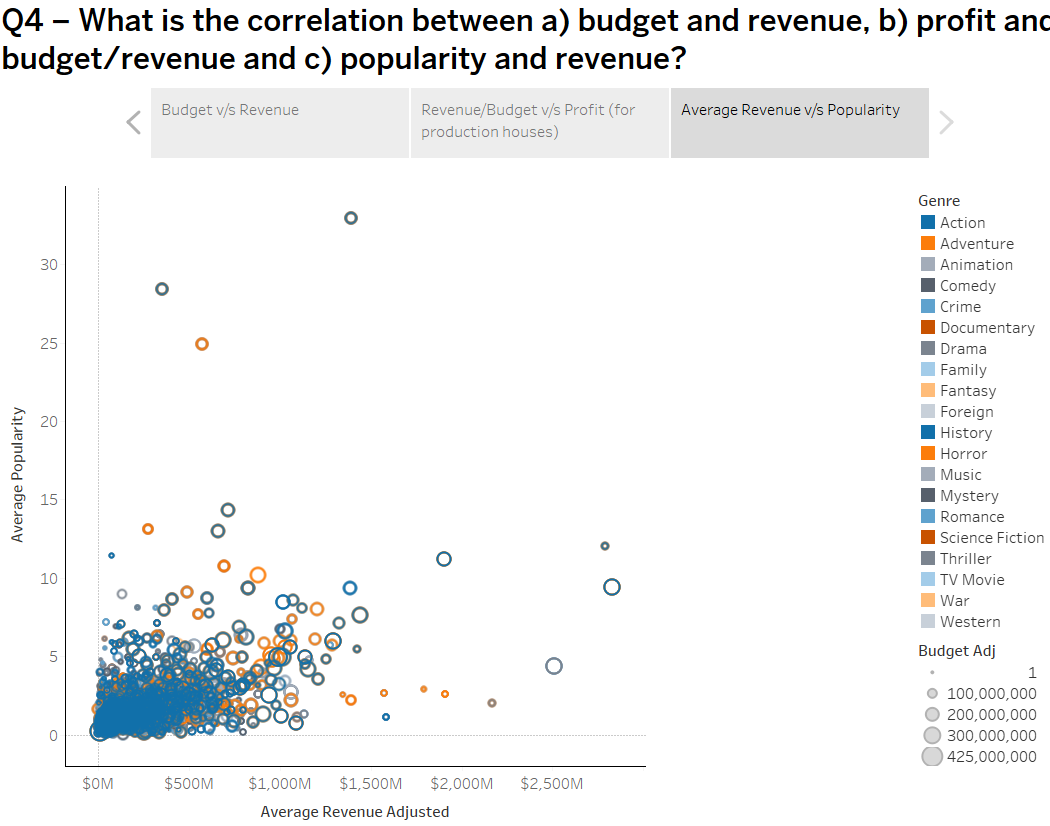 Q4 – What is the correlation between a) budget and revenue, b) profit and
budget/revenue and c) popularity and revenue?
Budget v/s Revenue
Revenue/Budget v/s Profit (for
production houses)
Average Revenue v/s Popularity
Average Popularity
30
25
20
15
10
5
0
$0M
$500M
$1,000M
$1,500M
$2,000M
$2,500M
Average Revenue Adjusted
Genre
Action
Adventure
Animation
Comedy
Crime
Documentary
Drama
Family
Fantasy
Foreign
History
Horror
Music
Mystery
Romance
Science Fiction
Thriller
TV Movie
War
Western
Budget Adj
1
100,000,000
200,000,000
300,000,000
425,000,000